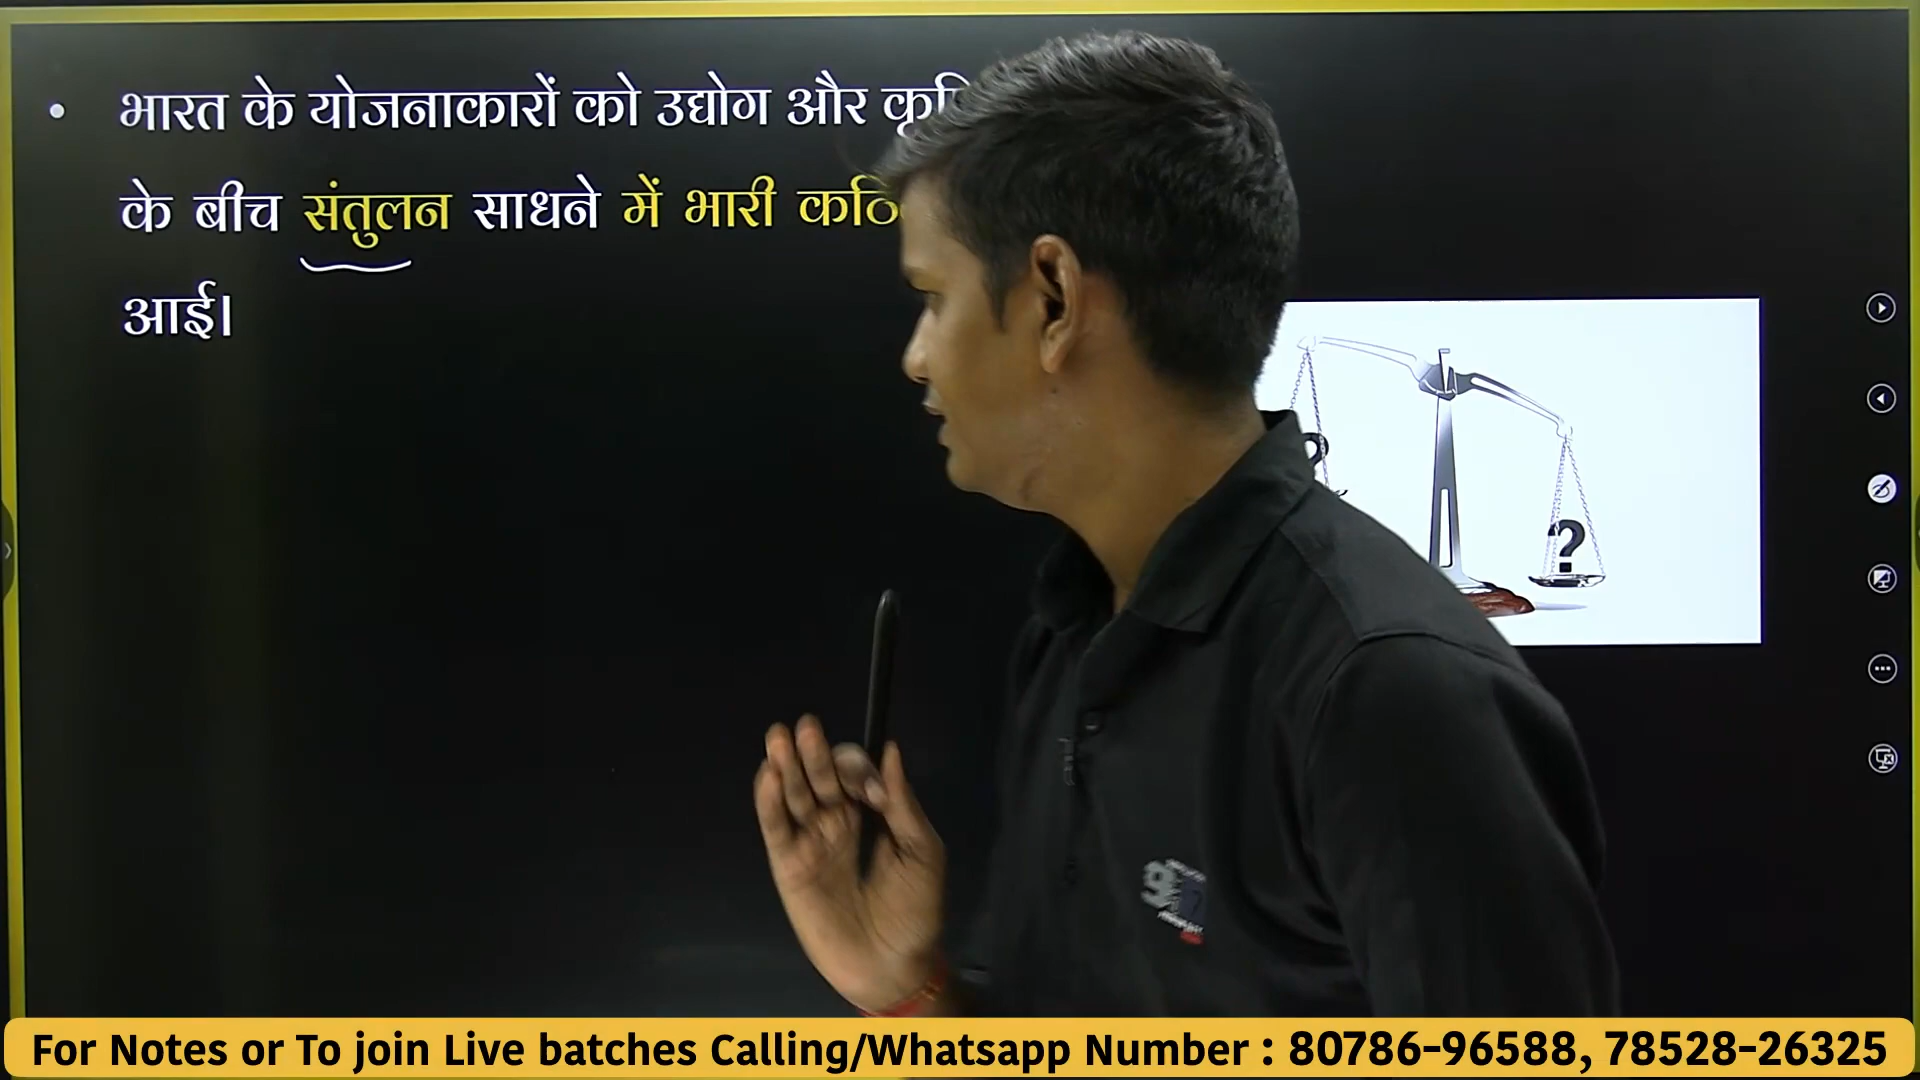 • भारत के योजनाकारों को उद्योग और
के बीच संतुलन साधने में भारी
आई।
?
For Notes or To join Live batches Calling/Whatsapp Number : 80786-96588, 78528-26325